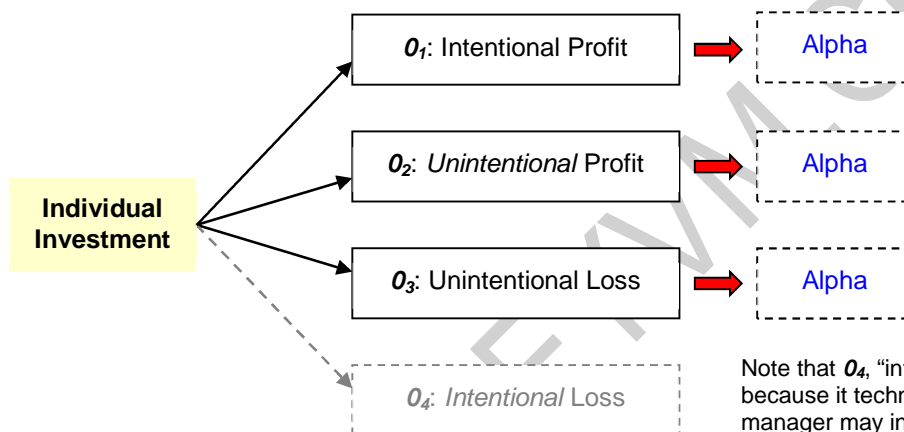 O₁: Intentional Profit
Alpha
O₂: Unintentional Profit
Alpha
Individual
Investment
O₃: Unintentional Loss
Alpha
O₄: Intentional Loss
Note that O₄, “in
because it techn
manager may in